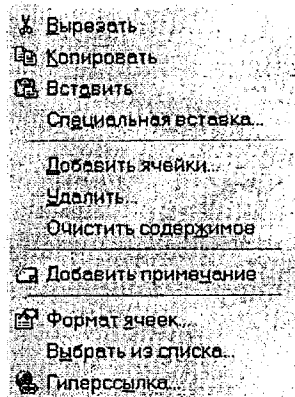 Вырезать
Копировать
Вставить
Специальная вставка...
Добавить ячейки...
Удалить...
Очистить содержимое
Добавить примечание
Формат ячеек...
Выбрать из списка...
Гиперссылка...